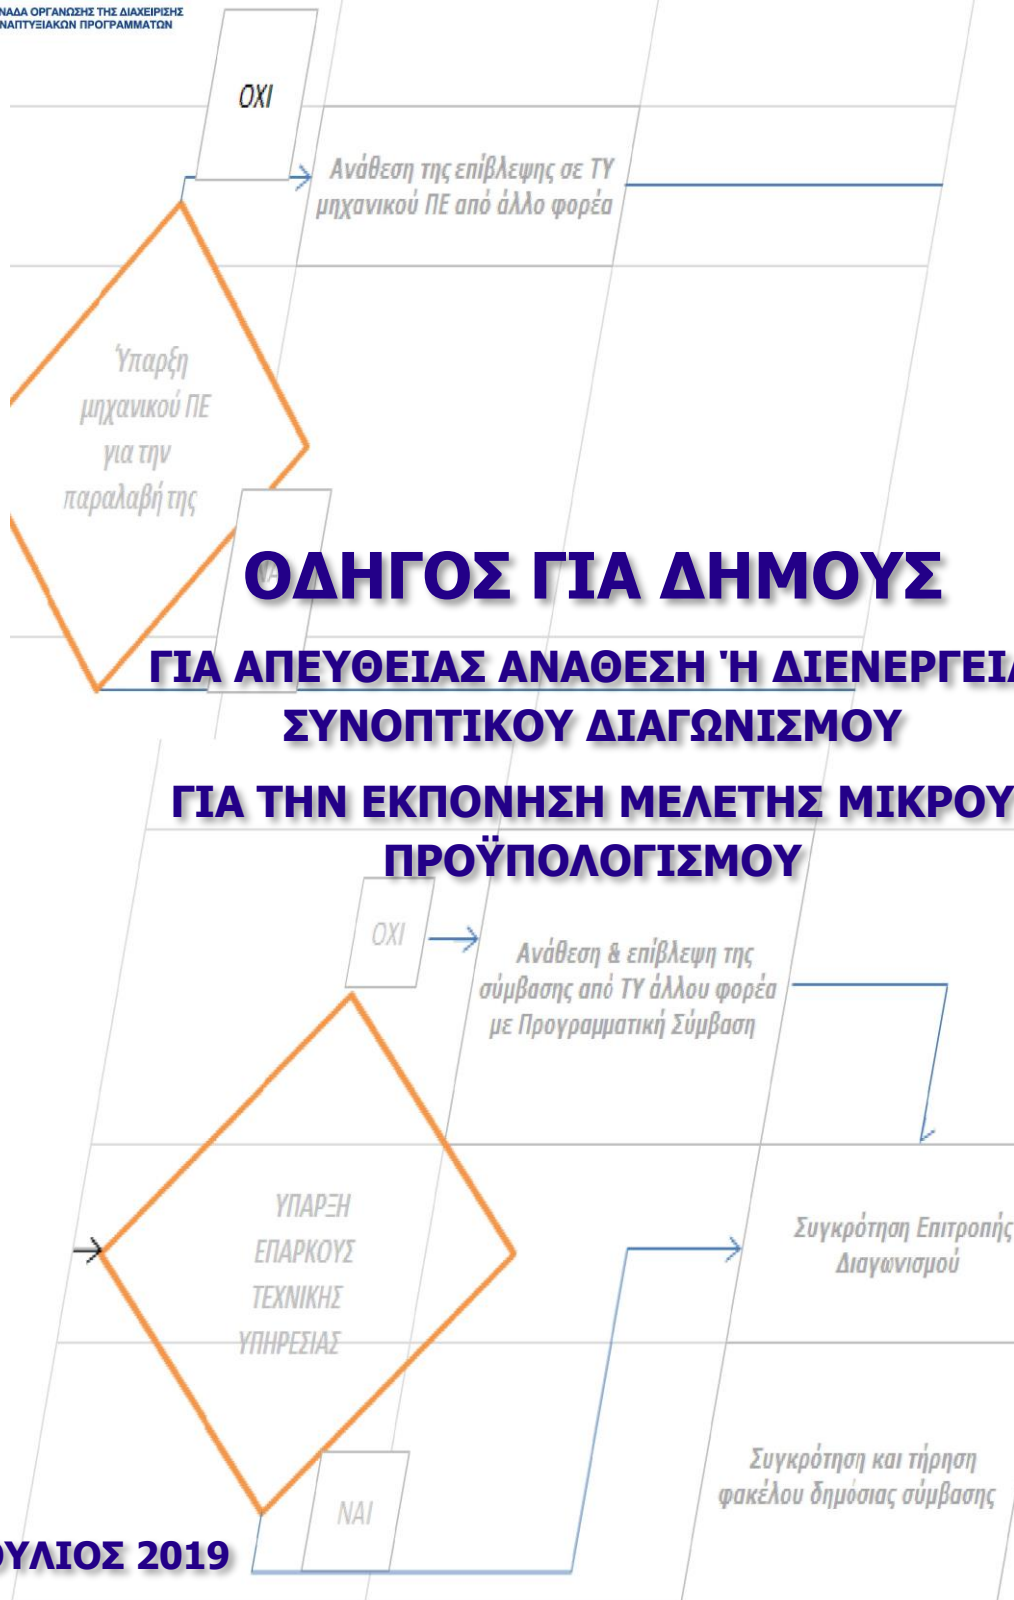 ΝΑΔΑ ΟΡΓΑΝΩΣΗΣ ΤΗΣ ΔΙΑΧΕΙΡΙΣΗΣ
ΝΑΠΤΥΞΙΑΚΩΝ ΠΡΟΓΡΑΜΜΑΤΩΝ
ΟΧΙ
Ανάθεση της επίβλεψης σε ΤΥ
μηχανικού ΠΕ από άλλο φορέα
Ύπαρξη
μηχανικού ΠΕ
για την
παραλαβή της
ΟΔΗΓΟΣ ΓΙΑ ΔΗΜΟΥΣ
ΓΙΑ ΑΠΕΥΘΕΙΑΣ ΑΝΑΘΕΣΗ Ή ΔΙΕΝΕΡΓΕΙΑ
ΣΥΝΟΠΤΙΚΟΥ ΔΙΑΓΩΝΙΣΜΟΥ
ΓΙΑ ΤΗΝ ΕΚΠΟΝΗΣΗ ΜΕΛΕΤΗΣ ΜΙΚΡΟΥ
ΠΡΟΫΠΟΛΟΓΙΣΜΟΥ
ΟΧΙ
Ανάθεση & επίβλεψη της
σύμβασης από ΤΥ άλλου φορέα
με Προγραμματική Σύμβαση
ΥΠΑΡΞΗ
ΕΠΑΡΚΟΥΣ
ΤΕΧΝΙΚΗΣ
ΥΠΗΡΕΣΙΑΣ
Συγκρότηση Επιτροπής
Διαγωνισμού
Συγκρότηση και τήρηση
φακέλου δημόσιας σύμβασης
ΝΑΙ
ΟΥΛΙΟΣ 2019